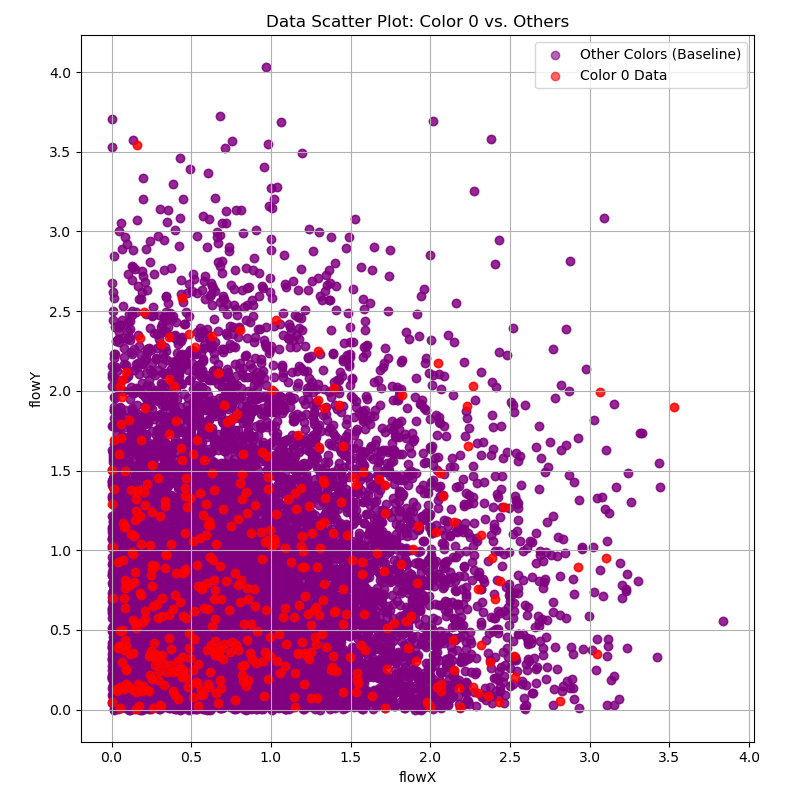 Data Scatter Plot: Color 0 vs. Others
Other Colors (Baseline)
Color 0 Data
flowY
4.0
3.5
3.0
2.5
2.0
1.5
1.0
0.5
0.0
0.0 0.5 1.0 1.5 2.0 2.5 3.0 3.5 4.0
flowX